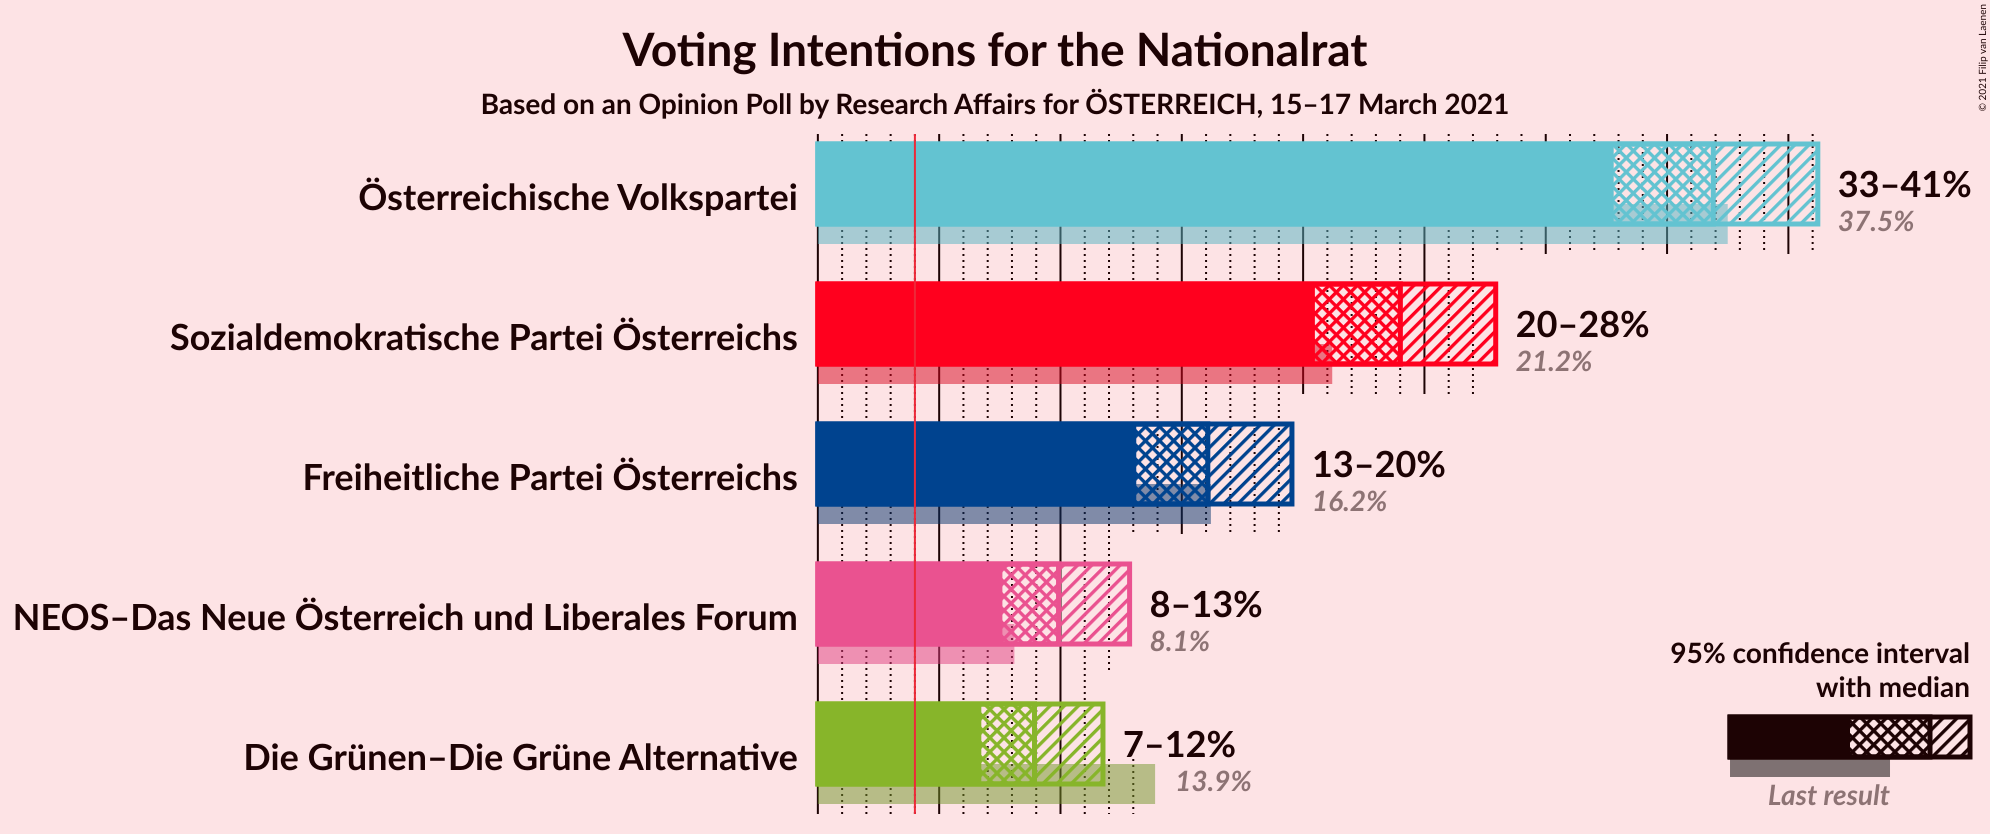 Voting Intentions for the Nationalrat
Based on an Opinion Poll by Research Affairs for ÖSTERREICH, 15–17 March 2021
© 2021 Filip van Laenen
Österreichische Volkspartei
33–41%
37.5%
Sozialdemokratische Partei Österreichs
20–28%
21.2%
Freiheitliche Partei Österreichs
13–20%
16.2%
NEOS–Das Neue Österreich und Liberales Forum
8–13%
8.1%
Die Grünen–Die Grüne Alternative
7–12%
13.9%
95% confidence interval
with median
Last result